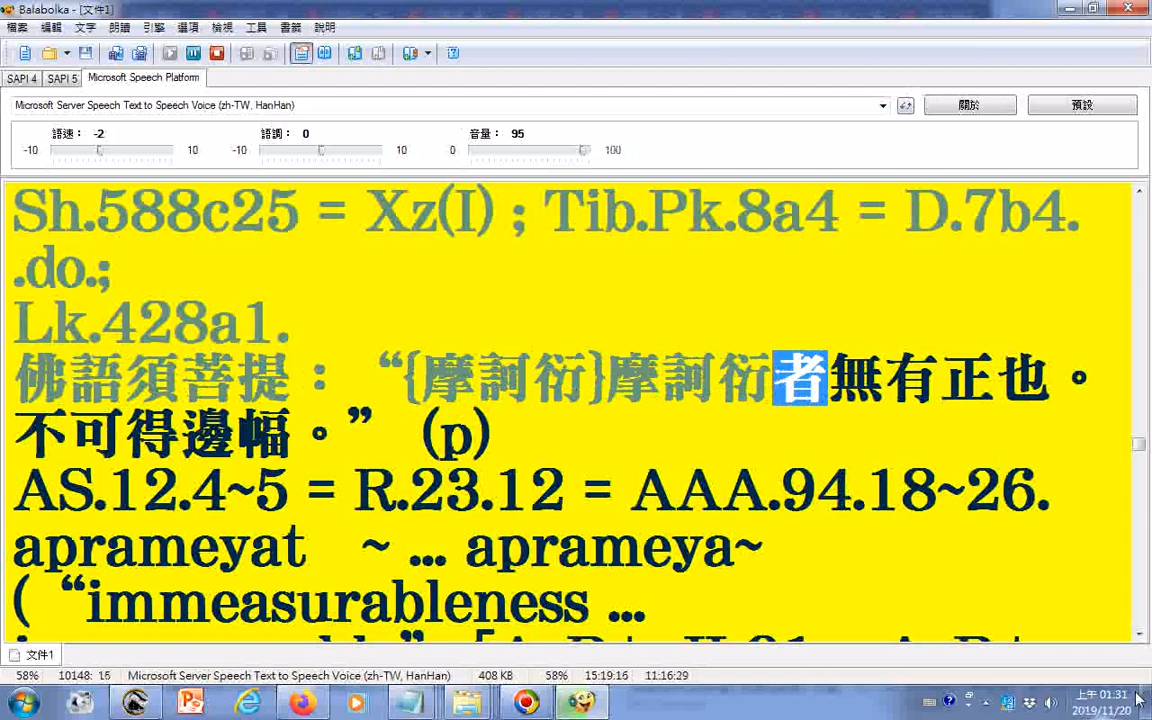 Balabolka - [文件1]
檔案 編輯 文字 朗讀 引擎 選項 檢視 工具 書籤 說明
SAPI 4 SAPI 5 Microsoft Speech Platform
Microsoft Server Speech Text to Speech Voice (zh-TW, HanHan) 關於 預設
語速: -2 語調: 0 音量: 95
-10 10 -10 10 0 100
Sh.588c25 = Xz(I) ; Tib.Pk.8a4 = D.7b4.
.do.;
Lk.428a1.
佛語須菩提：“{摩訶衍}摩訶衍者無有正也。
不可得邊幅。” (p)
AS.12.4~5 = R.23.12 = AAA.94.18~26.
aprameyat ~ ... aprameya~
(“immeasurableness ...
文件1
58% 10148: 16 Microsoft Server Speech Text to Speech Voice (zh-TW, HanHan) 408 KB 58% 15:19:16 11:16:29
上午 01:31
2019/11/20